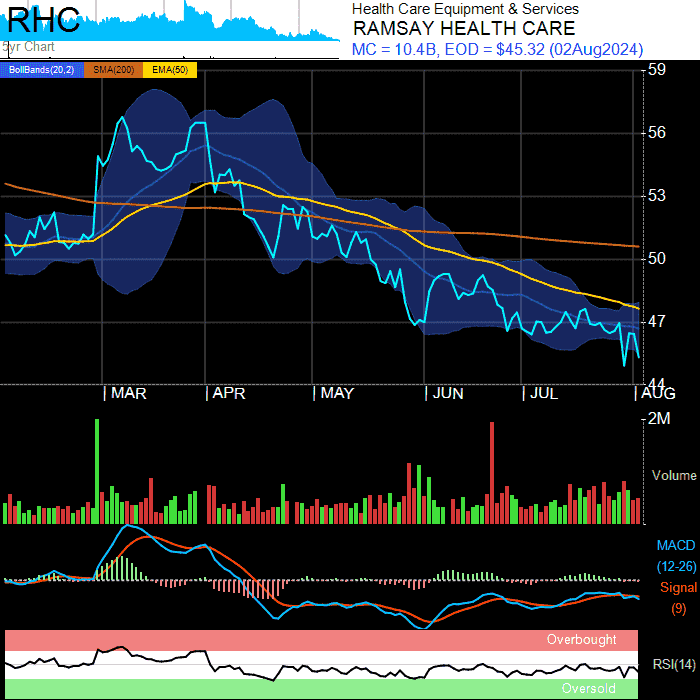 RHC
5yr Chart
Health Care Equipment & Services
RAMSAY HEALTH CARE
MC = 10.4B, EOD = $45.32 (02Aug2024)
BollBands(20,2) SMA(200) EMA(50)
59
56
53
50
47
44
MAR APR MAY JUN JUL AUG
2M
Volume
MACD
(12-26)
Signal
(9)
Overbought
RSI(14)
Oversold